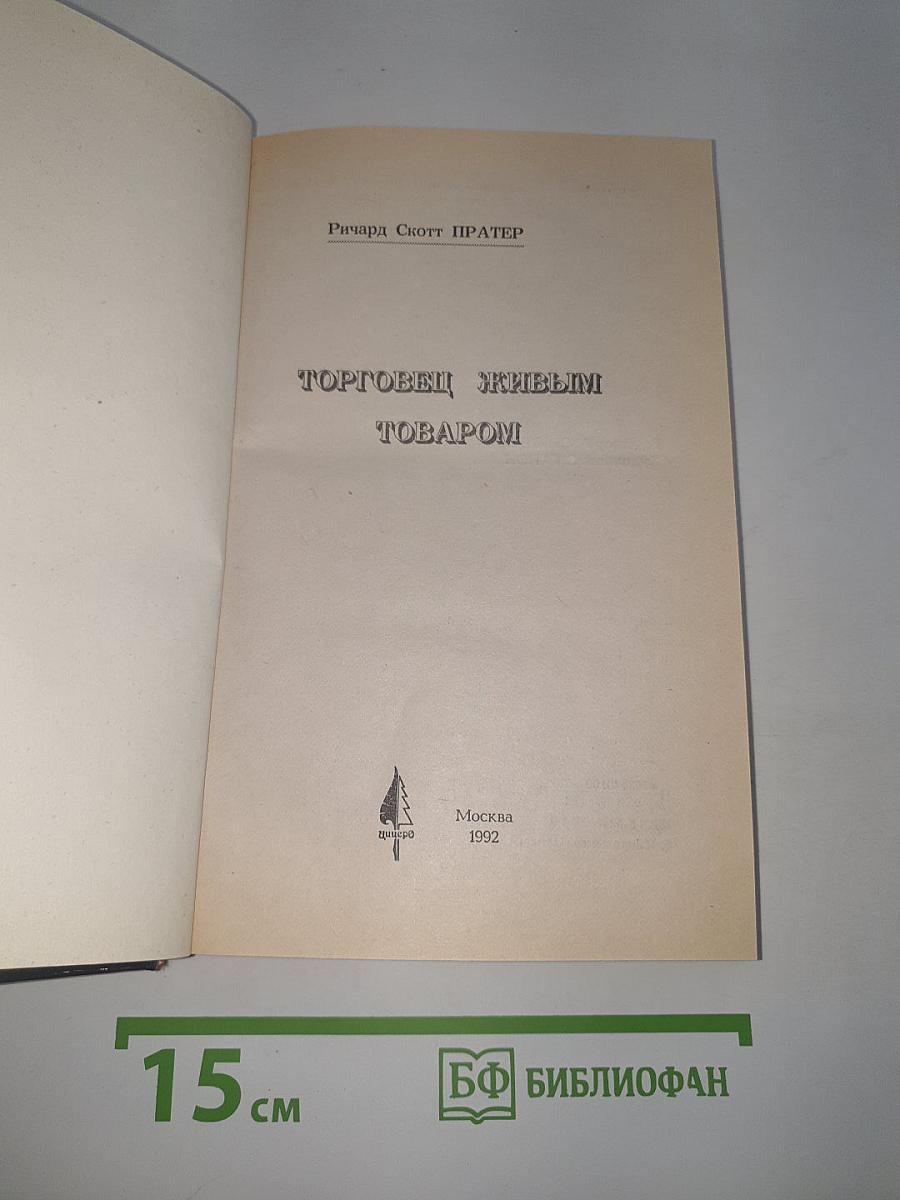 Ричард Скотт ПРАТЕР
ТОРГОВЕЦ ЖИВЫМ
ТОВАРОМ
Цицеро
Москва
1992
15 см
БФ БИБЛИОФАН